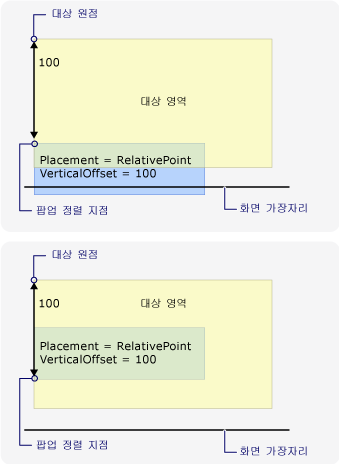 대상 원점
100
대상 영역
Placement = RelativePoint
VerticalOffset = 100
팝업 정렬 지점
화면 가장자리
대상 원점
100
대상 영역
Placement = RelativePoint
VerticalOffset = 100
팝업 정렬 지점
화면 가장자리